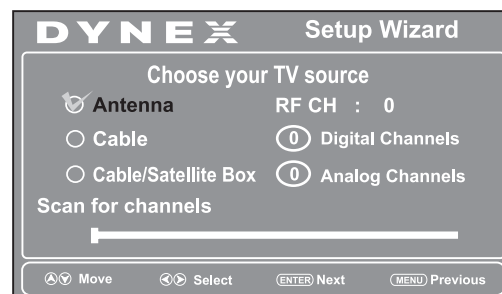 DYNEX Setup Wizard
Choose your TV source
Antenna RF CH : 0
Cable 0 Digital Channels
Cable/Satellite Box 0 Analog Channels
Scan for channels
Move Select ENTER Next MENU Previous